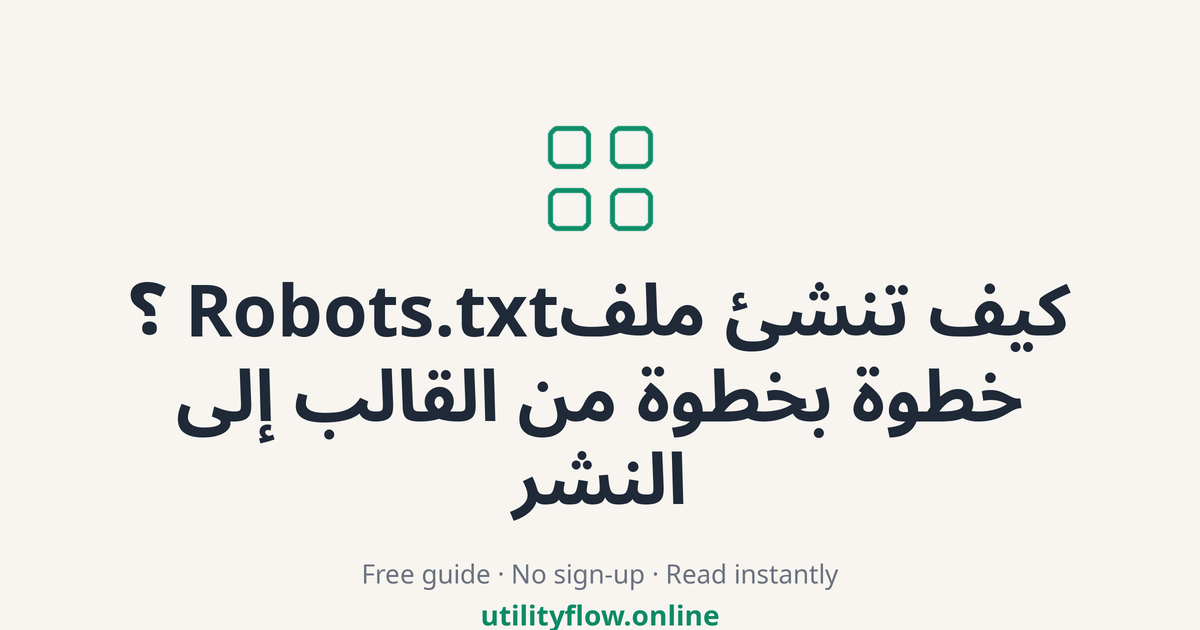 كيف تنشئ ملفRobots.txt ؟
خطوة بخطوة من القالب إلى
النشر
Free guide · No sign-up · Read instantly
utilityflow.online